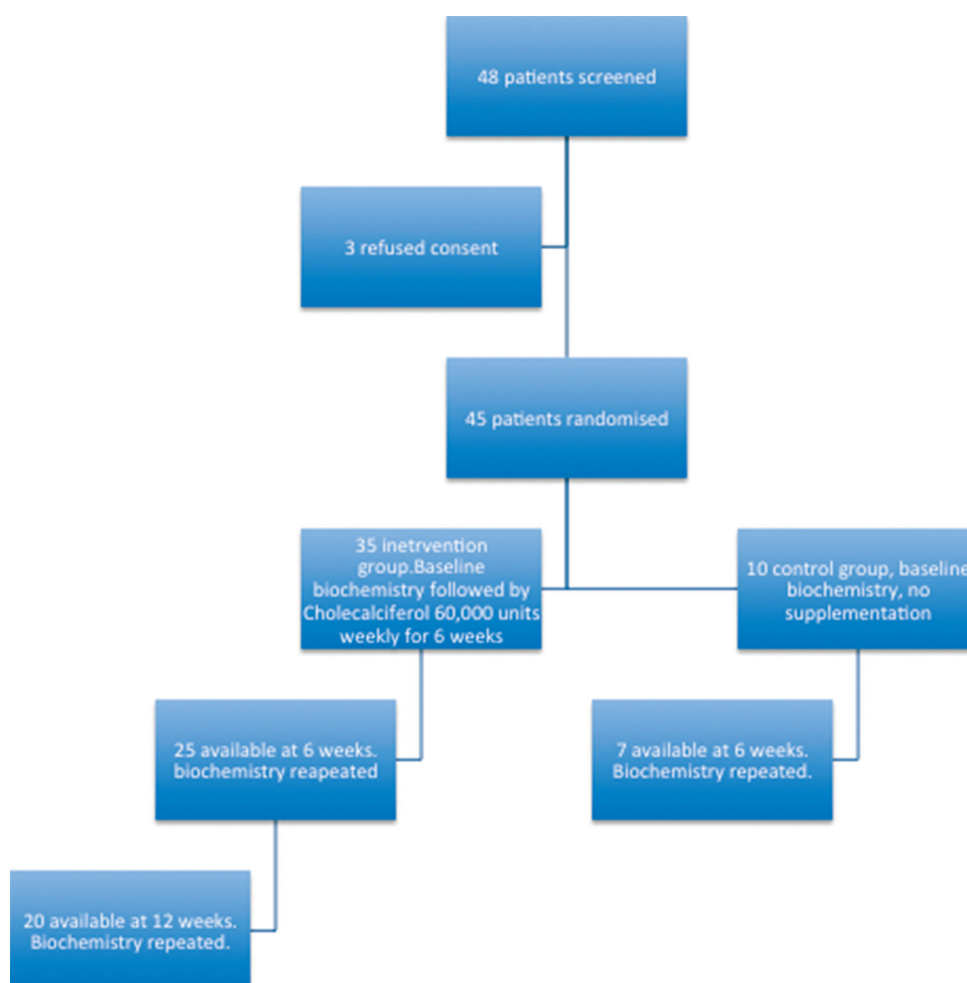 48 patients screened
3 refused consent
45 patients randomised
35 inetrvention
group.Baseline
biochemistry followed by
Cholecalciferol 60,000 units
weekly for 6 weeks
10 control group, baseline
biochemistry, no
supplementation
25 available at 6 weeks.
biochemistry reapeated
7 available at 6 weeks.
Biochemistry repeated.
20 available at 12 weeks.
Biochemistry repeated.